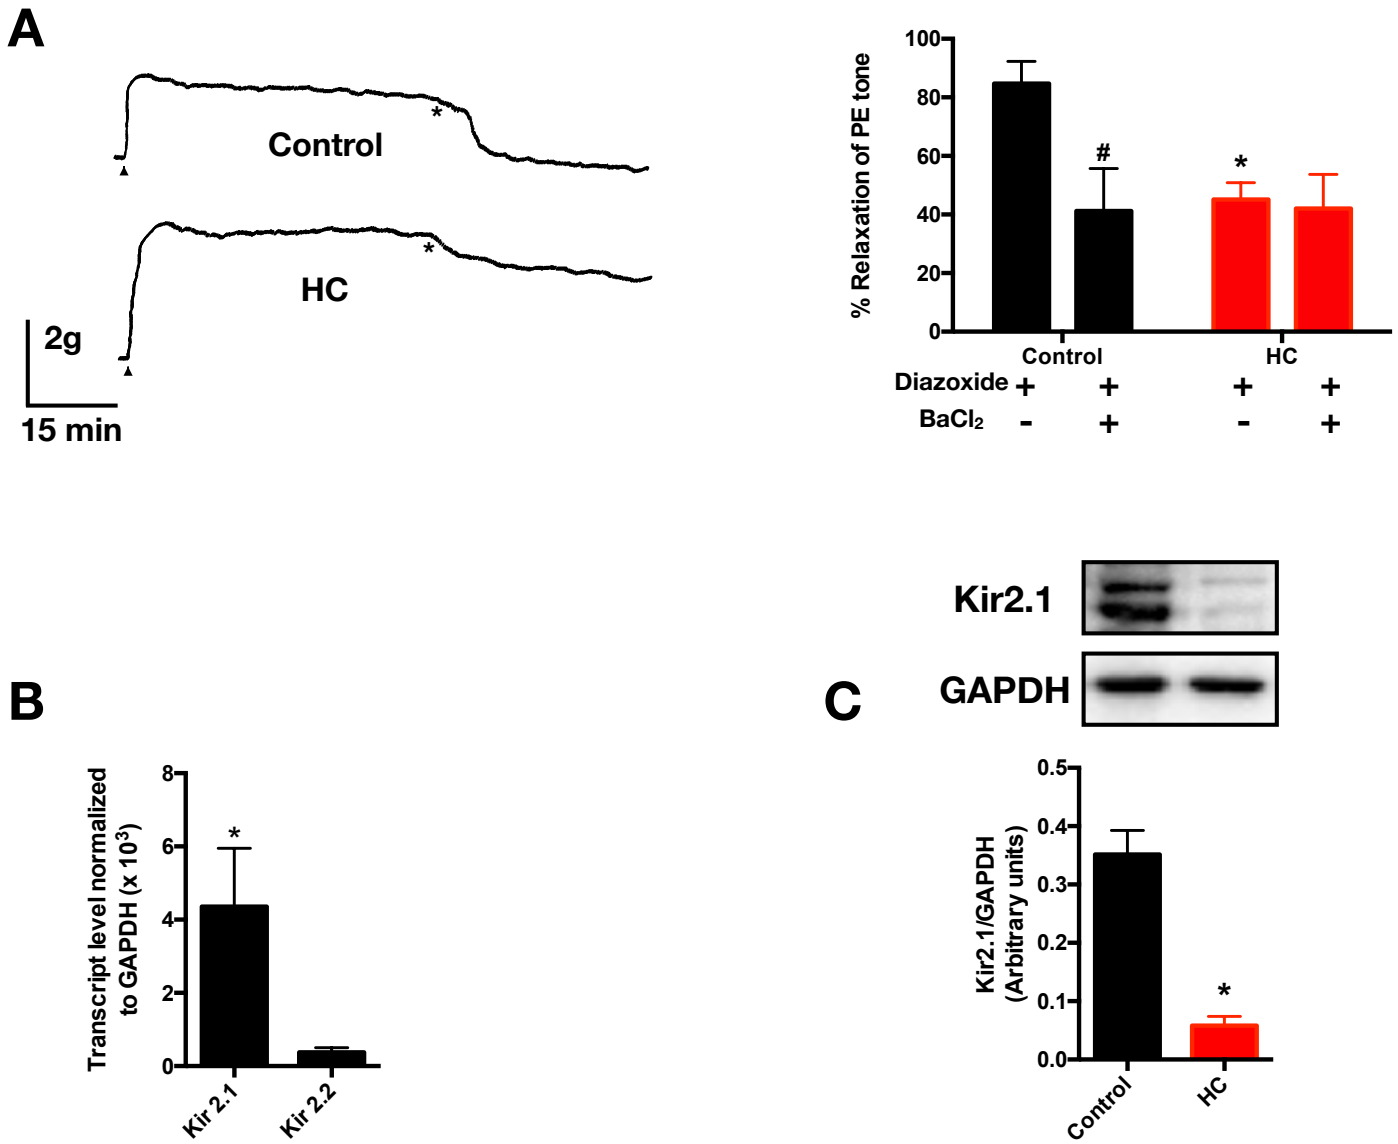 A
*
Control
*
HC
2g
15 min
% Relaxation of PE tone
100
80
60
40
20
0
#
*
Control
HC
Diazoxide + + + +
BaCl₂ - + - +
B
Transcript level normalized
to GAPDH (x 10³)
8
6
4
2
0
*
Kir 2.1
Kir 2.2
C
Kir2.1
GAPDH
Kir2.1/GAPDH
(Arbitrary units)
0.5
0.4
0.3
0.2
0.1
0.0
*
Control
HC